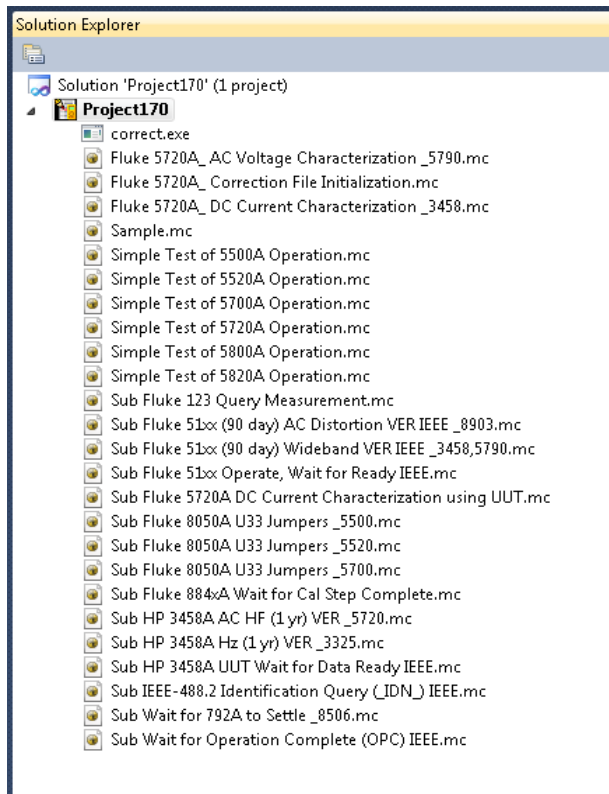 Solution Explorer
Solution 'Project170' (1 project)
Project170
correct.exe
Fluke 5720A_ AC Voltage Characterization _5790.mc
Fluke 5720A_ Correction File Initialization.mc
Fluke 5720A_ DC Current Characterization _3458.mc
Sample.mc
Simple Test of 5500A Operation.mc
Simple Test of 5520A Operation.mc
Simple Test of 5700A Operation.mc
Simple Test of 5720A Operation.mc
Simple Test of 5800A Operation.mc
Simple Test of 5820A Operation.mc
Sub Fluke 123 Query Measurement.mc
Sub Fluke 51xx (90 day) AC Distortion VER IEEE _8903.mc
Sub Fluke 51xx (90 day) Wideband VER IEEE _3458,5790.mc
Sub Fluke 51xx Operate, Wait for Ready IEEE.mc
Sub Fluke 5720A DC Current Characterization using UUT.mc
Sub Fluke 8050A U33 Jumpers _5500.mc
Sub Fluke 8050A U33 Jumpers _5520.mc
Sub Fluke 8050A U33 Jumpers _5700.mc
Sub Fluke 884xA Wait for Cal Step Complete.mc
Sub HP 3458A AC HF (1 yr) VER _5720.mc
Sub HP 3458A Hz (1 yr) VER _3325.mc
Sub HP 3458A UUT Wait for Data Ready IEEE.mc
Sub IEEE-488.2 Identification Query (_IDN_) IEEE.mc
Sub Wait for 792A to Settle _8506.mc
Sub Wait for Operation Complete (OPC) IEEE.mc